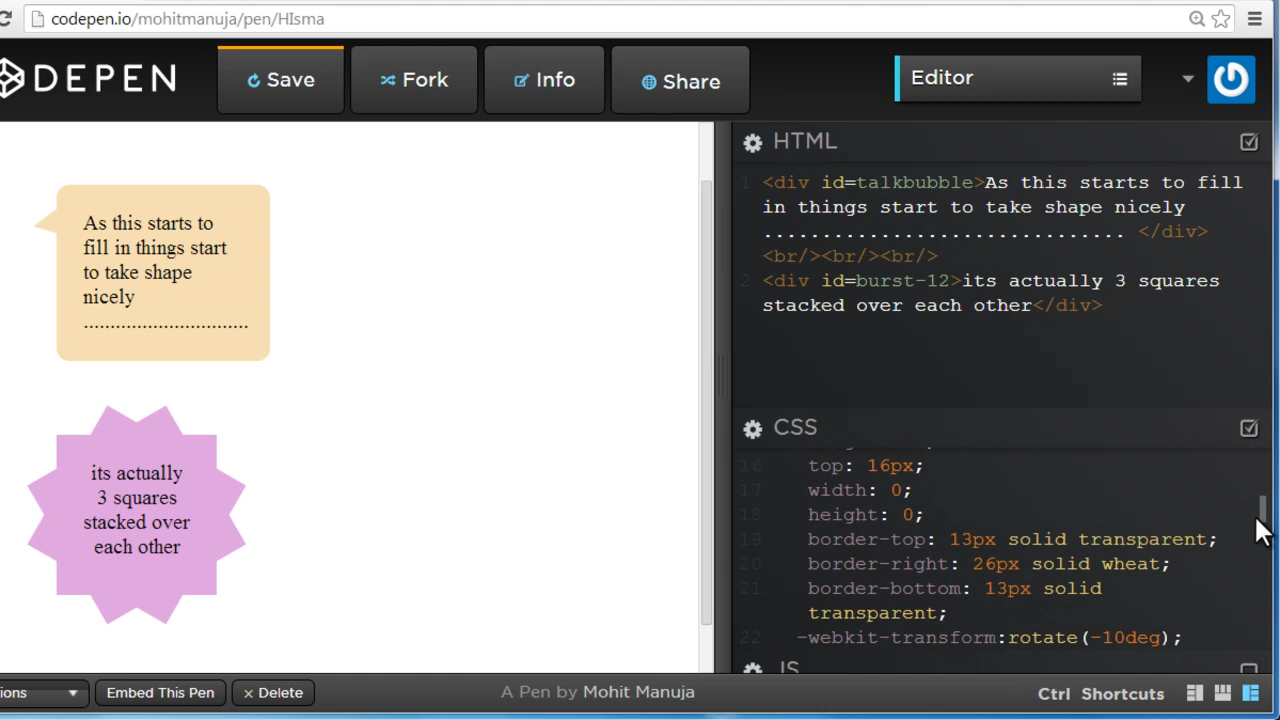 codepen.io/mohitmanuja/pen/HIsma
DEPEN
Save
Fork
Info
Share
Editor
As this starts to
fill in things start
to take shape
nicely
...............................
its actually
3 squares
stacked over
each other
HTML
1 <div id=talkbubble>As this starts to fill
in things start to take shape nicely
............................... </div>
<br/><br/><br/>
2 <div id=burst-12>its actually 3 squares
stacked over each other</div>
CSS
16 top: 16px;
17 width: 0;
18 height: 0;
19 border-top: 13px solid transparent;
20 border-right: 26px solid wheat;
21 border-bottom: 13px solid
transparent;
22 -webkit-transform:rotate(-10deg);
JS
ions
Embed This Pen
× Delete
A Pen by Mohit Manuja
Ctrl Shortcuts